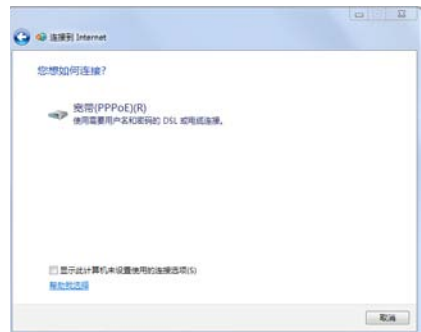 连接到 Internet
您想如何连接?
宽带(PPPoE)(R)
使用需要用户名和密码的 DSL 或电缆连接。
显示此计算机未设置使用的连接选项(S)
帮助我选择
取消